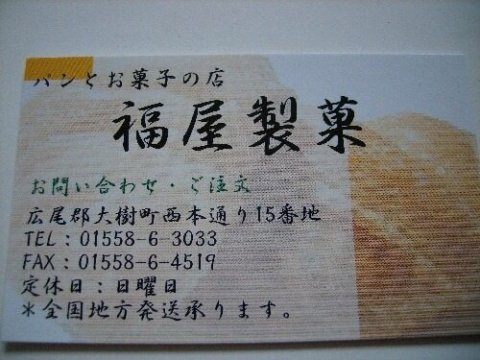 パンとお菓子の店
福屋製菓
お問い合わせ・ご注文
広尾郡大樹町西本通り15番地
TEL：01558-6-3033
FAX：01558-6-4519
定休日：日曜日
＊全国地方発送承ります。